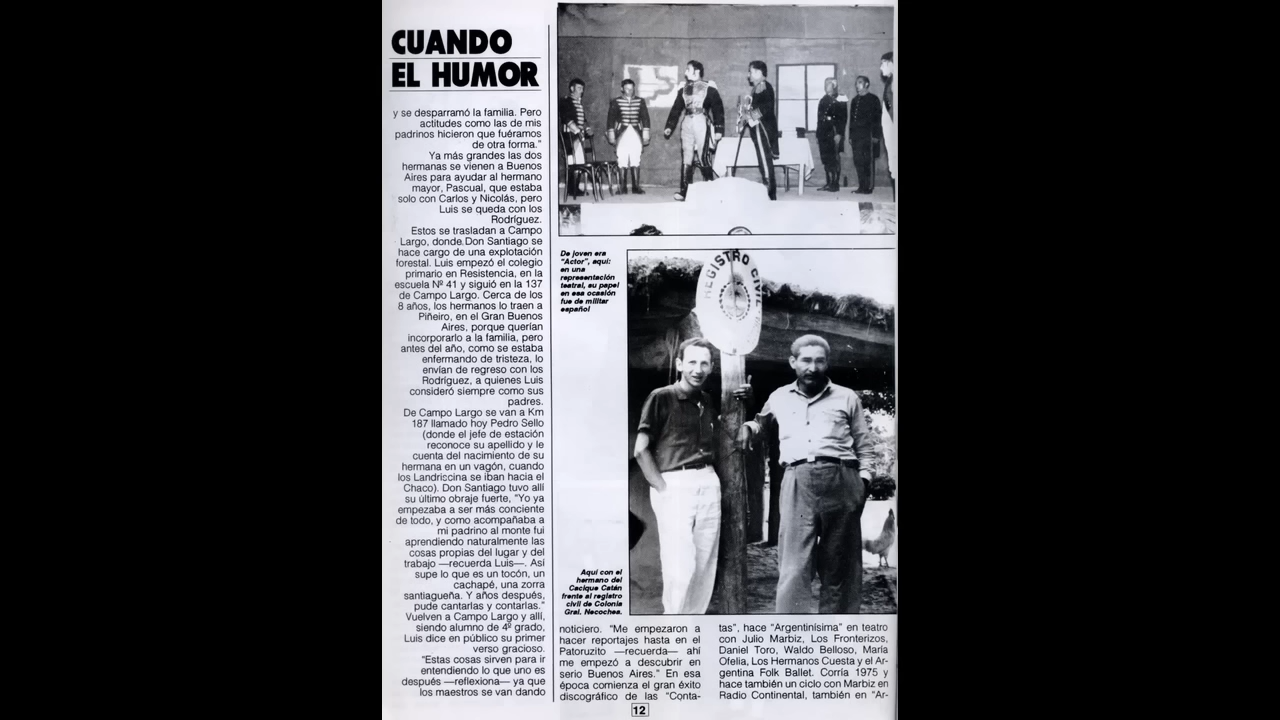 CUANDO
EL HUMOR
y se desparramó la familia. Pero
actitudes como las de mis
padrinos hicieron que fuéramos
de otra forma."
Ya más grandes las dos
hermanas se vienen a Buenos
Aires para ayudar al hermano
mayor, Pascual, que estaba
solo con Carlos y Nicolás, pero
Luis se queda con los
Rodríguez.
Estos se trasladan a Campo
Largo, donde Don Santiago se
hace cargo de una explotación
forestal. Luis empezó el colegio
primario en Resistencia, en la
escuela Nº 41 y siguió en la 137
de Campo Largo. Cerca de los
8 años, los hermanos lo traen a
Piñeiro, en el Gran Buenos
Aires, porque querían
incorporarlo a la familia, pero
antes del año, como se estaba
enfermando de tristeza, lo
envían de regreso con los
Rodríguez, a quienes Luis
consideró siempre como sus
padres.
De Campo Largo se van a Km
187 llamado hoy Pedro Sello
(donde el jefe de estación
reconoce su apellido y le
cuenta del nacimiento de su
hermana en un vagón, cuando
los Landriscina se iban hacia el
Chaco). Don Santiago tuvo allí
su último obraje fuerte, "Yo ya
empezaba a ser más conciente
de todo, y como acompañaba a
mi padrino al monte fui
aprendiendo naturalmente las
cosas propias del lugar y del
trabajo —recuerda Luis—. Así
supe lo que es un tocón, un
cachapé, una zorra
santiagueña. Y años después,
pude cantarlas y contarlas."
Vuelven a Campo Largo y allí,
siendo alumno de 4º grado,
Luis dice en público su primer
verso gracioso.
"Estas cosas sirven para ir
entendiendo lo que uno es
después —reflexiona— ya que
los maestros se van dando
De joven era
"Actor", aquí:
en una
representación
teatral, su papel
en esa ocasión
fue de militar
español
REGISTRO CIVIL
Aquí con el
hermano del
Cacique Catán
frente al registro
civil de Colonia
Gral. Necochea.
noticiero. "Me empezaron a
hacer reportajes hasta en el
Patoruzito —recuerda— ahí
me empezó a descubrir en
serio Buenos Aires." En esa
época comienza el gran éxito
discográfico de las "Conta-
tas", hace "Argentinísima" en teatro
con Julio Marbiz, Los Fronterizos,
Daniel Toro, Waldo Belloso, María
Ofelia, Los Hermanos Cuesta y el Ar-
gentina Folk Ballet. Corría 1975 y
hace también un ciclo con Marbiz en
Radio Continental, también en "Ar-
12